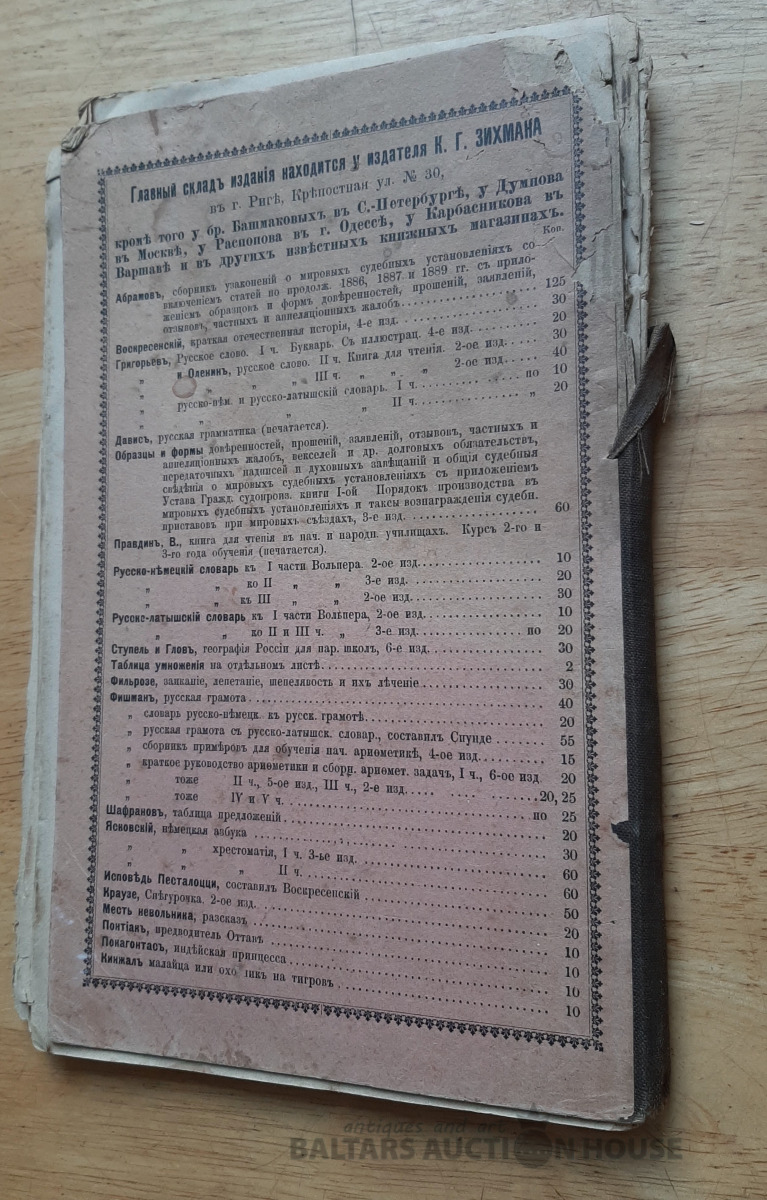 Главный складъ изданія находится у издателя К. Г. ЗИХМАНА
въ г. Ригѣ, Крѣпостная ул. № 30,
кромѣ того у бр. Башмаковыхъ въ С.-Петербургѣ, у Думнова
въ Москвѣ, у Распопова въ г. Одессѣ, у Карбасникова въ
Варшавѣ и въ другихъ извѣстныхъ книжныхъ магазинахъ.
Коп.
Абрамовъ, сборникъ узаконеній о мировыхъ судебныхъ установленіяхъ со
включеніемъ статей по продолж. 1886, 1887 и 1889 гг. съ прило-
женіемъ образцовъ и формъ довѣренностей, прошеній, заявленій,
отзывовъ, частныхъ и апелляціонныхъ жалобъ 125
Воскресенскій, краткая отечественная исторія, 4-е изд. 30
Григорьевъ, Русское слово. I ч. Букварь. Съ иллюстрац. 4-е изд. 20
„ и Оленинъ, русское слово. II ч. Книга для чтенія. 2-ое изд. 30
„ „ „ III ч. „ „ „ 2-ое изд. 40
„ русско-нѣм. и русско-латышскій словарь. I ч. по 10
„ „ „ II ч. „ 20
Дависъ, русская грамматика (печатается).
Образцы и формы довѣренностей, прошеній, заявленій, отзывовъ, частныхъ и
апелляціонныхъ жалобъ, векселей и др. долговыхъ обязательствъ,
передаточныхъ надписей и духовныхъ завѣщаній и общія судебныя
свѣдѣнія о мировыхъ судебныхъ установленіяхъ съ приложеніемъ
Устава Гражд. судопроизв. книги I-ой Порядокъ производства въ
мировыхъ судебныхъ установленіяхъ и таксы вознагражденія судебн.
приставовъ при мировыхъ съѣздахъ, 3-е изд. 60
Правдинъ, В., книга для чтенія въ нач. и народн. училищахъ. Курсъ 2-го и
3-го года обученія (печатается).
Русско-нѣмецкій словарь къ I части Вольпера. 2-ое изд. 10
„ „ ко II „ „ 3-е изд. 20
„ „ къ III „ „ 2-ое изд. 30
Русско-латышскій словарь къ I части Вольпера, 2-ое изд. 10
„ „ ко II и III ч. „ 3-е изд. по 20
Ступель и Гловъ, географія Россіи для нар. школъ, 6-е изд. 30
Таблица умноженія на отдѣльномъ листѣ. 2
Фильрозе, заиканіе, лепетаніе, шепелявость и ихъ лѣченіе 30
Фишманъ, русская грамота 40
„ словарь русско-нѣмецк. къ русск. грамотѣ. 20
„ русская грамота съ русско-латышск. словар., составилъ Спунде 55
„ сборникъ примѣровъ для обученія нач. ариѳметикѣ, 4-ое изд. 15
„ краткое руководство ариѳметики и сборн. ариѳмет. задачъ, I ч., 6-ое изд. 20
„ тоже II ч., 5-ое изд., III ч., 2-е изд. 20, 25
„ тоже IV и V ч. по 25
Шафрановъ, таблица предложеній 20
Ясковскій, нѣмецкая азбука 30
„ „ хрестоматія, I ч. 3-ье изд. 60
„ „ „ II ч. 60
Исповѣдь Песталоцци, составилъ Воскресенскій 50
Краузе, Снѣгурочка. 2-ое изд. 20
Месть невольника, разсказъ 10
Понтіакъ, предводитель Оттавъ 10
Покагонтасъ, индѣйская принцесса 10
Кинжалъ малайца или охотникъ на тигровъ 10
antiques and art
BALTARS AUCTION HOUSE